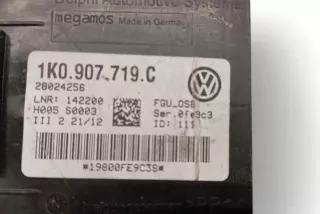 Delphi Automotive Systems
megamos Made in Germany
1K0.907.719.C
28024256
LNR: 142200 FGU_OSB
H005 S0003 Ser.0fe9c3
III 2 21/12 ID: 115
*19800FE9C3S*